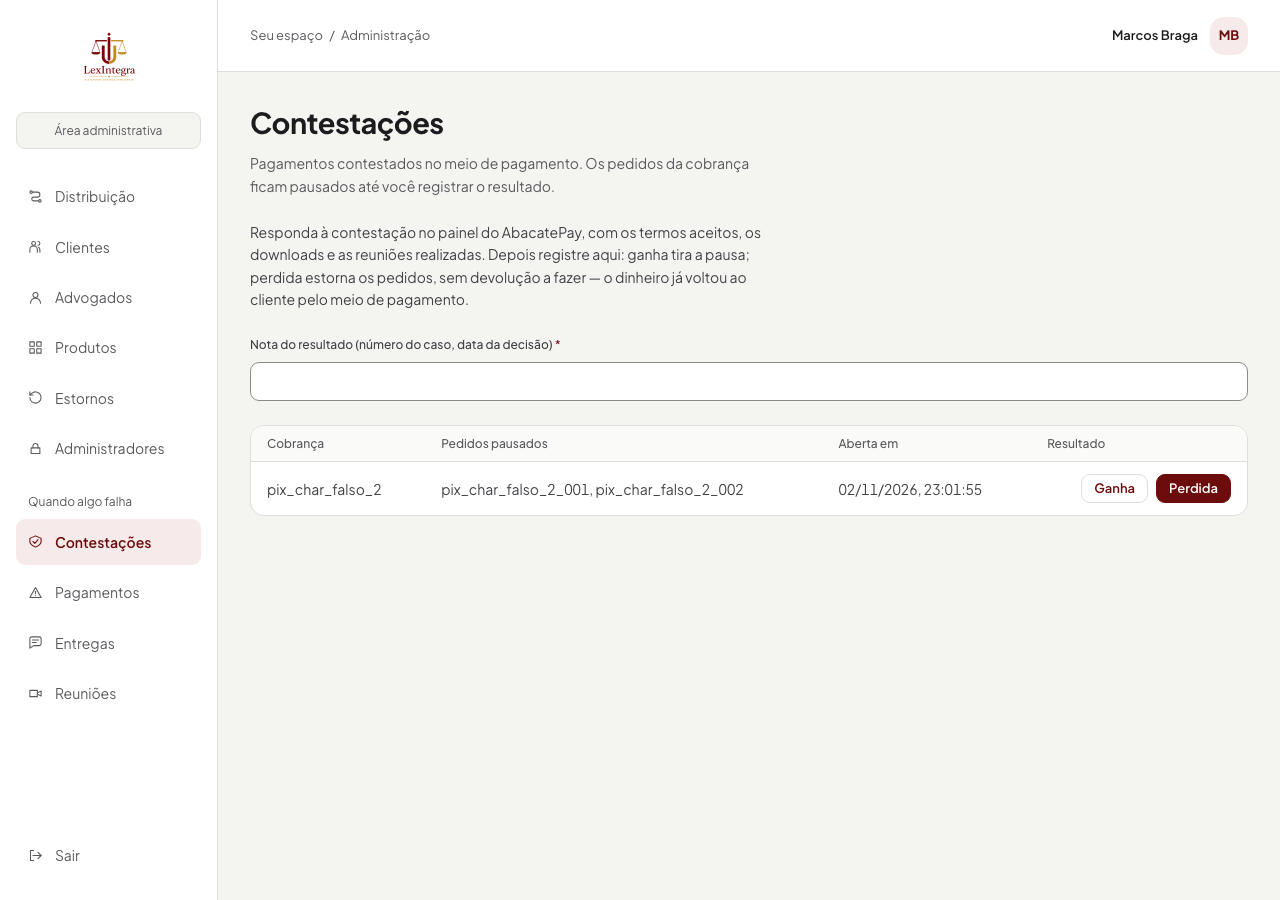 LexIntegra
Área administrativa
Distribuição
Clientes
Advogados
Produtos
Estornos
Administradores
Quando algo falha
Contestações
Pagamentos
Entregas
Reuniões
Sair
Seu espaço / Administração
Marcos Braga MB
Contestações
Pagamentos contestados no meio de pagamento. Os pedidos da cobrança
ficam pausados até você registrar o resultado.
Responda à contestação no painel do AbacatePay, com os termos aceitos, os
downloads e as reuniões realizadas. Depois registre aqui: ganha tira a pausa;
perdida estorna os pedidos, sem devolução a fazer — o dinheiro já voltou ao
cliente pelo meio de pagamento.
Nota do resultado (número do caso, data da decisão) *
Cobrança Pedidos pausados Aberta em Resultado
pix_char_falso_2 pix_char_falso_2_001, pix_char_falso_2_002 02/11/2026, 23:01:55 Ganha Perdida